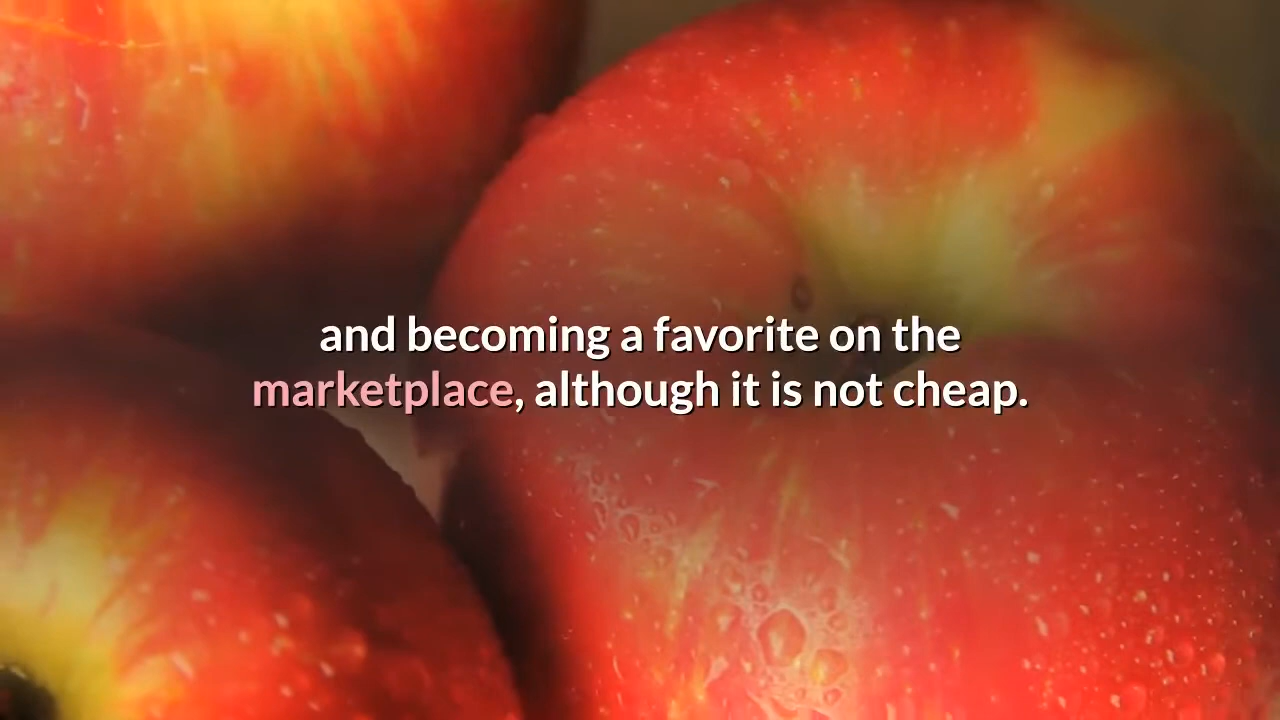 and becoming a favorite on the
marketplace, although it is not cheap.